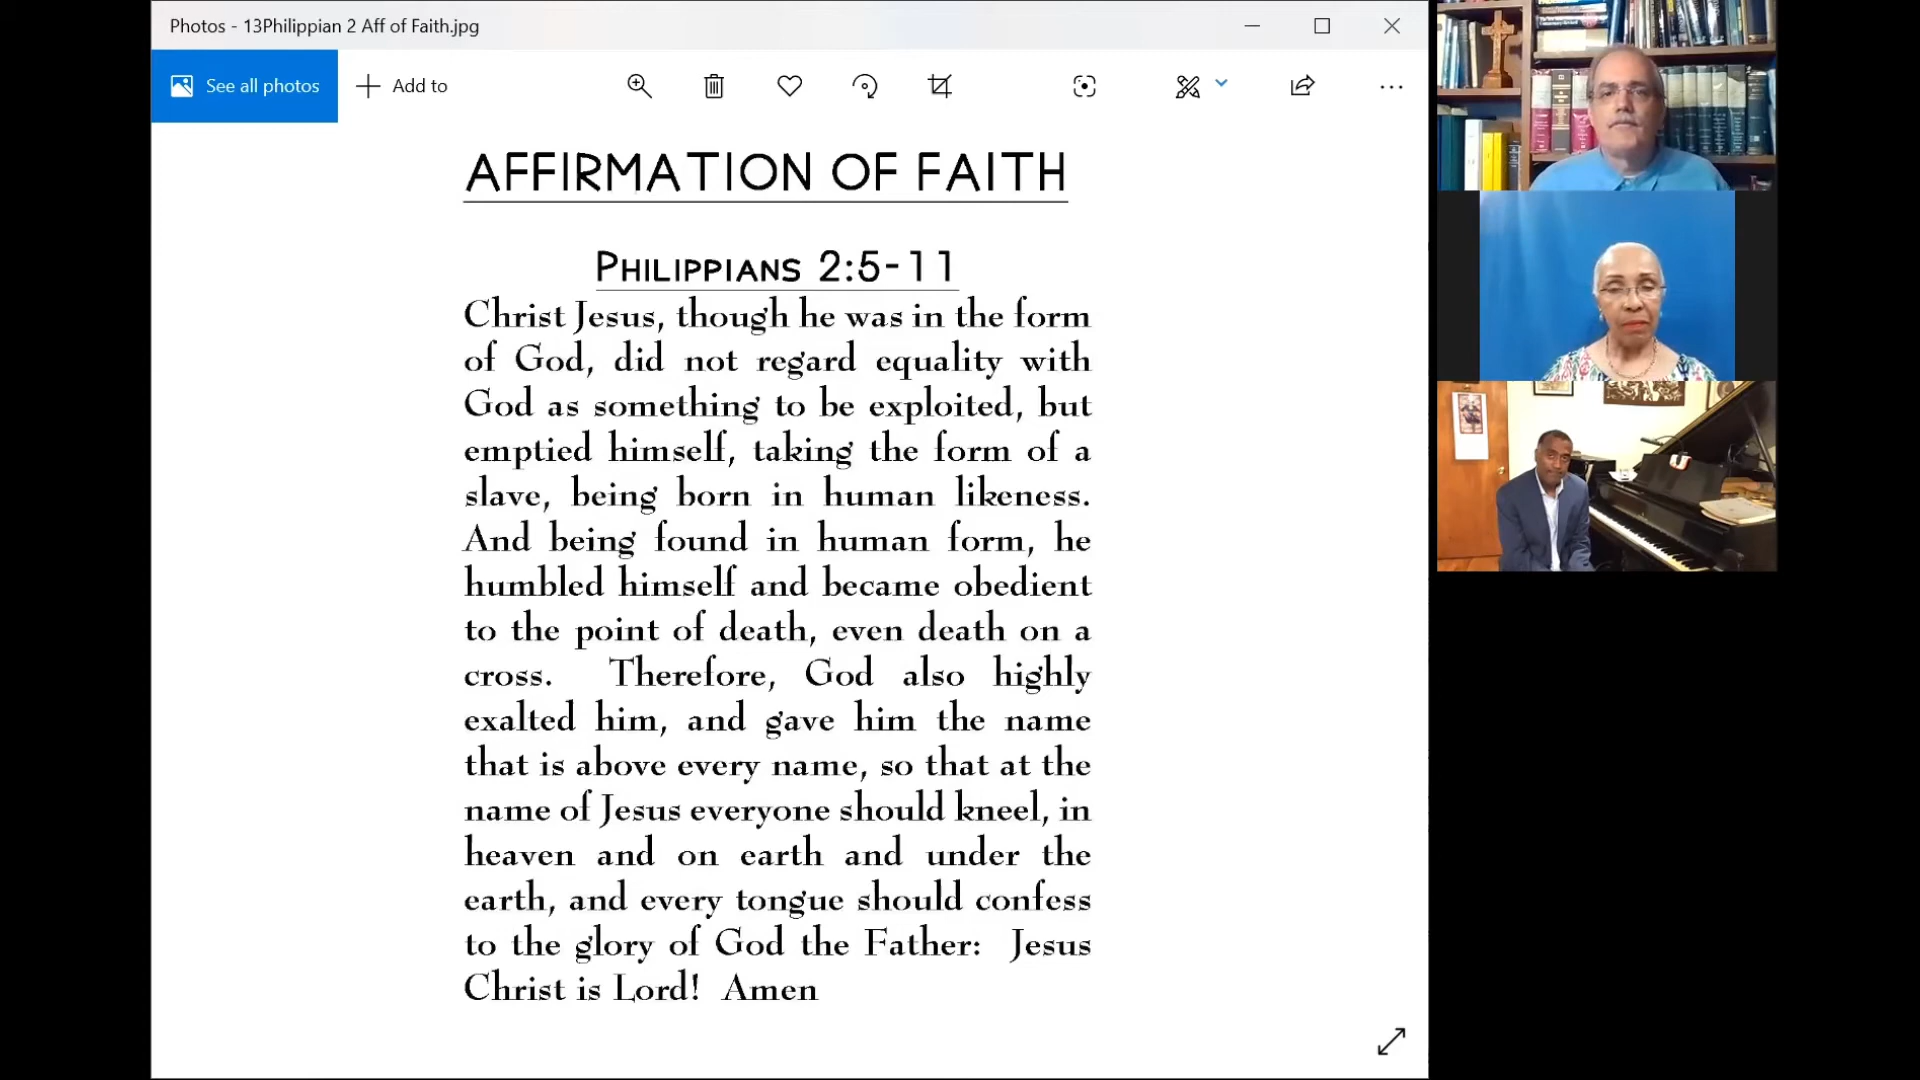 Photos - 13Philippian 2 Aff of Faith.jpg
See all photos
Add to
AFFIRMATION OF FAITH
PHILIPPIANS 2:5-11
Christ Jesus, though he was in the form
of God, did not regard equality with
God as something to be exploited, but
emptied himself, taking the form of a
slave, being born in human likeness.
And being found in human form, he
humbled himself and became obedient
to the point of death, even death on a
cross. Therefore, God also highly
exalted him, and gave him the name
that is above every name, so that at the
name of Jesus everyone should kneel, in
heaven and on earth and under the
earth, and every tongue should confess
to the glory of God the Father: Jesus
Christ is Lord! Amen